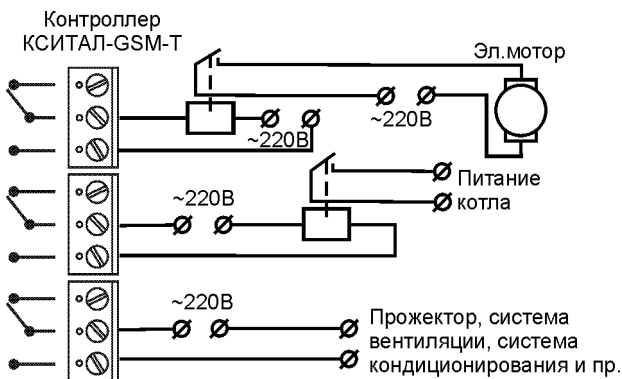 Контроллер
КСИТАЛ-GSM-T
Эл.мотор
~220В
~220В
~220В
Питание
котла
~220В
Прожектор, система
вентиляции, система
кондиционирования и пр.